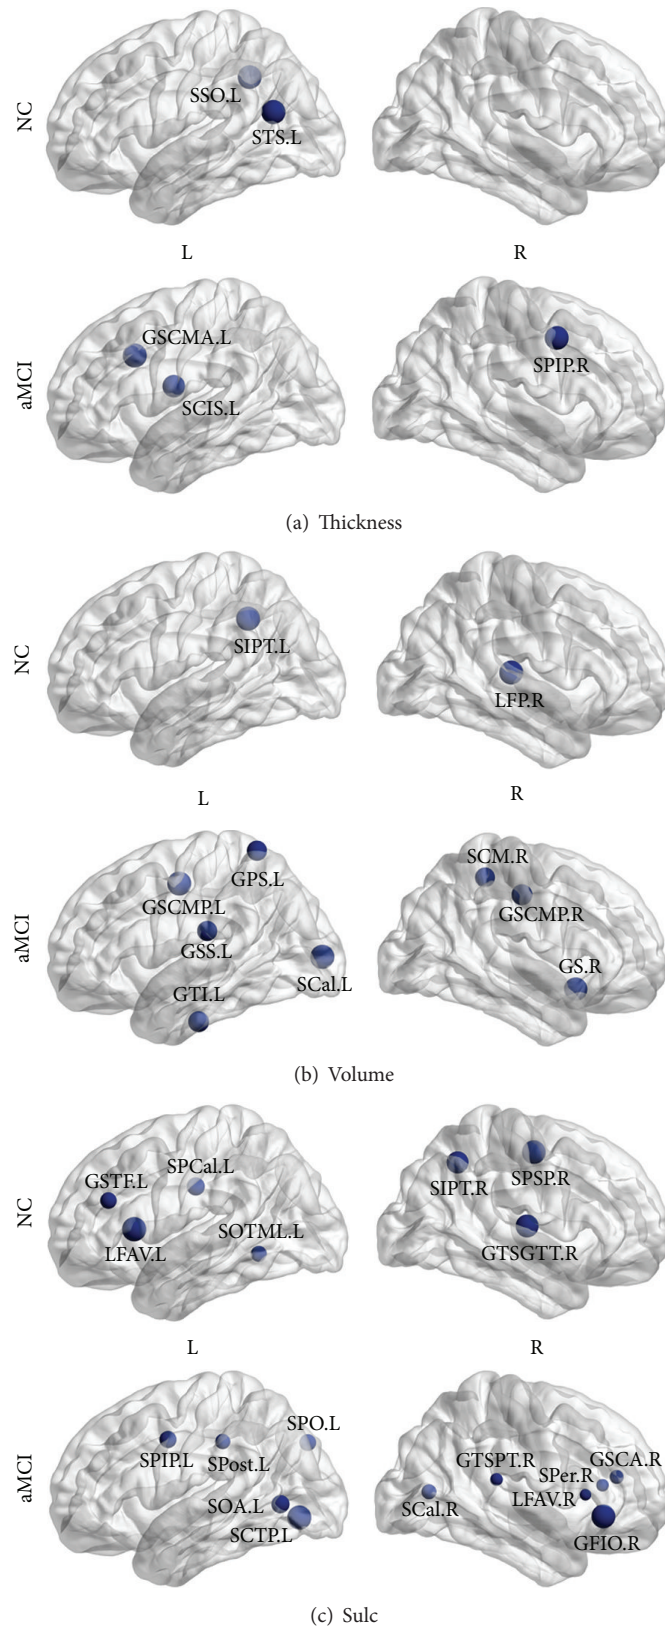 NC
SSO.L
STS.L
L
R
aMCI
GSCMA.L
SCIS.L
SPIP.R
(a) Thickness
NC
SIPT.L
LFP.R
L
R
aMCI
GPS.L
GSCMP.L
GSS.L
SCal.L
GTI.L
SCM.R
GSCMP.R
GS.R
(b) Volume
NC
SPCal.L
GSTF.L
SOTML.L
LFAV.L
SIPT.R
SPSP.R
GTSGTT.R
L
R
aMCI
SPO.L
SPIP.L
SPost.L
SOA.L
SCTP.L
GTSPT.R
GSCA.R
SPer.R
LFAV.R
SCal.R
GFIO.R
(c) Sulc